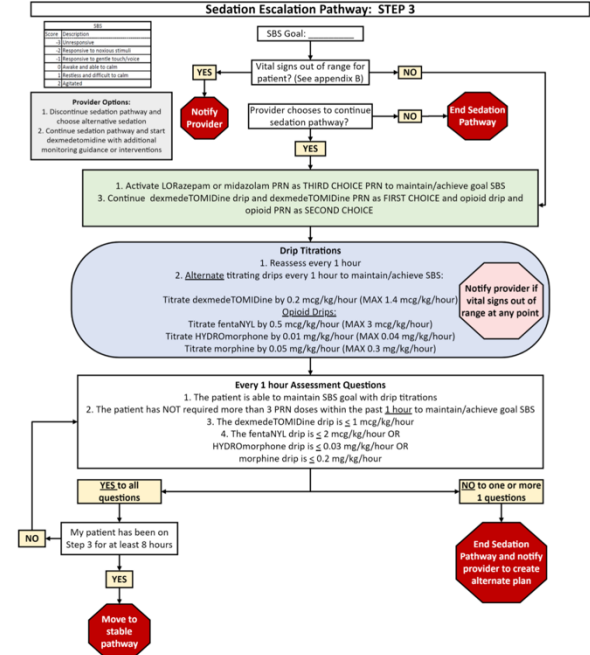 Sedation Escalation Pathway: STEP 3
SBS
Score Description
-3 Unresponsive
-2 Responsive to noxious stimuli
-1 Responsive to gentle touch/voice
0 Awake and able to calm
1 Restless and difficult to calm
2 Agitated
SBS Goal: ________
Vital signs out of range for
patient? (See appendix B)
YES
NO
Provider Options:
1. Discontinue sedation pathway and
choose alternative sedation
2. Continue sedation pathway and start
dexmedetomidine with additional
monitoring guidance or interventions
Notify
Provider
Provider chooses to continue
sedation pathway?
NO
End Sedation
Pathway
YES
1. Activate LORazepam or midazolam PRN as THIRD CHOICE PRN to maintain/achieve goal SBS
3. Continue dexmedeTOMIDine drip and dexmedeTOMIDine PRN as FIRST CHOICE and opioid drip and
opioid PRN as SECOND CHOICE
Drip Titrations
1. Reassess every 1 hour
2. Alternate titrating drips every 1 hour to maintain/achieve SBS:
Titrate dexmedeTOMIDine by 0.2 mcg/kg/hour (MAX 1.4 mcg/kg/hour)
Opioid Drips:
Titrate fentaNYL by 0.5 mcg/kg/hour (MAX 3 mcg/kg/hour)
Titrate HYDROmorphone by 0.01 mg/kg/hour (MAX 0.04 mg/kg/hour)
Titrate morphine by 0.05 mg/kg/hour (MAX 0.3 mg/kg/hour)
Notify provider if
vital signs out of
range at any point
Every 1 hour Assessment Questions
1. The patient is able to maintain SBS goal with drip titrations
2. The patient has NOT required more than 3 PRN doses within the past 1 hour to maintain/achieve goal SBS
3. The dexmedeTOMIDine drip is ≤ 1 mcg/kg/hour
4. The fentaNYL drip is ≤ 2 mcg/kg/hour OR
HYDROmorphone drip is ≤ 0.03 mg/kg/hour OR
morphine drip is ≤ 0.2 mg/kg/hour
YES to all
questions
NO to one or more
1 questions
NO
My patient has been on
Step 3 for at least 8 hours
YES
End Sedation
Pathway and notify
provider to create
alternate plan
Move to
stable
pathway